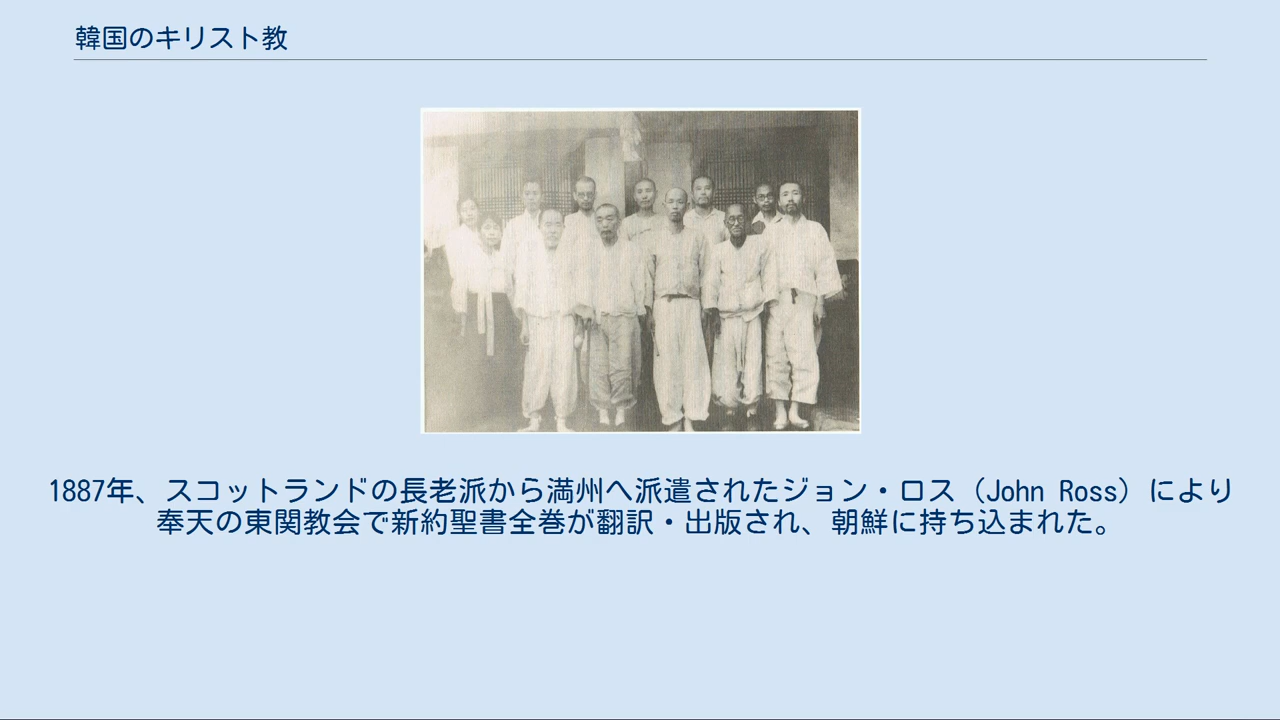 韓国のキリスト教
1887年、スコットランドの長老派から満州へ派遣されたジョン・ロス（John Ross）により
奉天の東関教会で新約聖書全巻が翻訳・出版され、朝鮮に持ち込まれた。